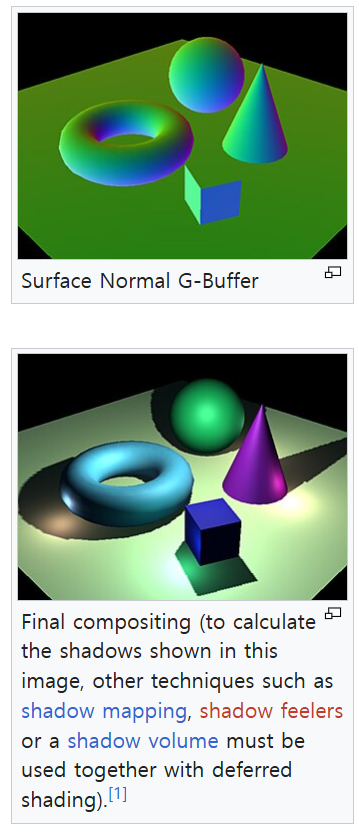 Surface Normal G-Buffer
Final compositing (to calculate
the shadows shown in this
image, other techniques such as
shadow mapping, shadow feelers
or a shadow volume must be
used together with deferred
shading).[1]